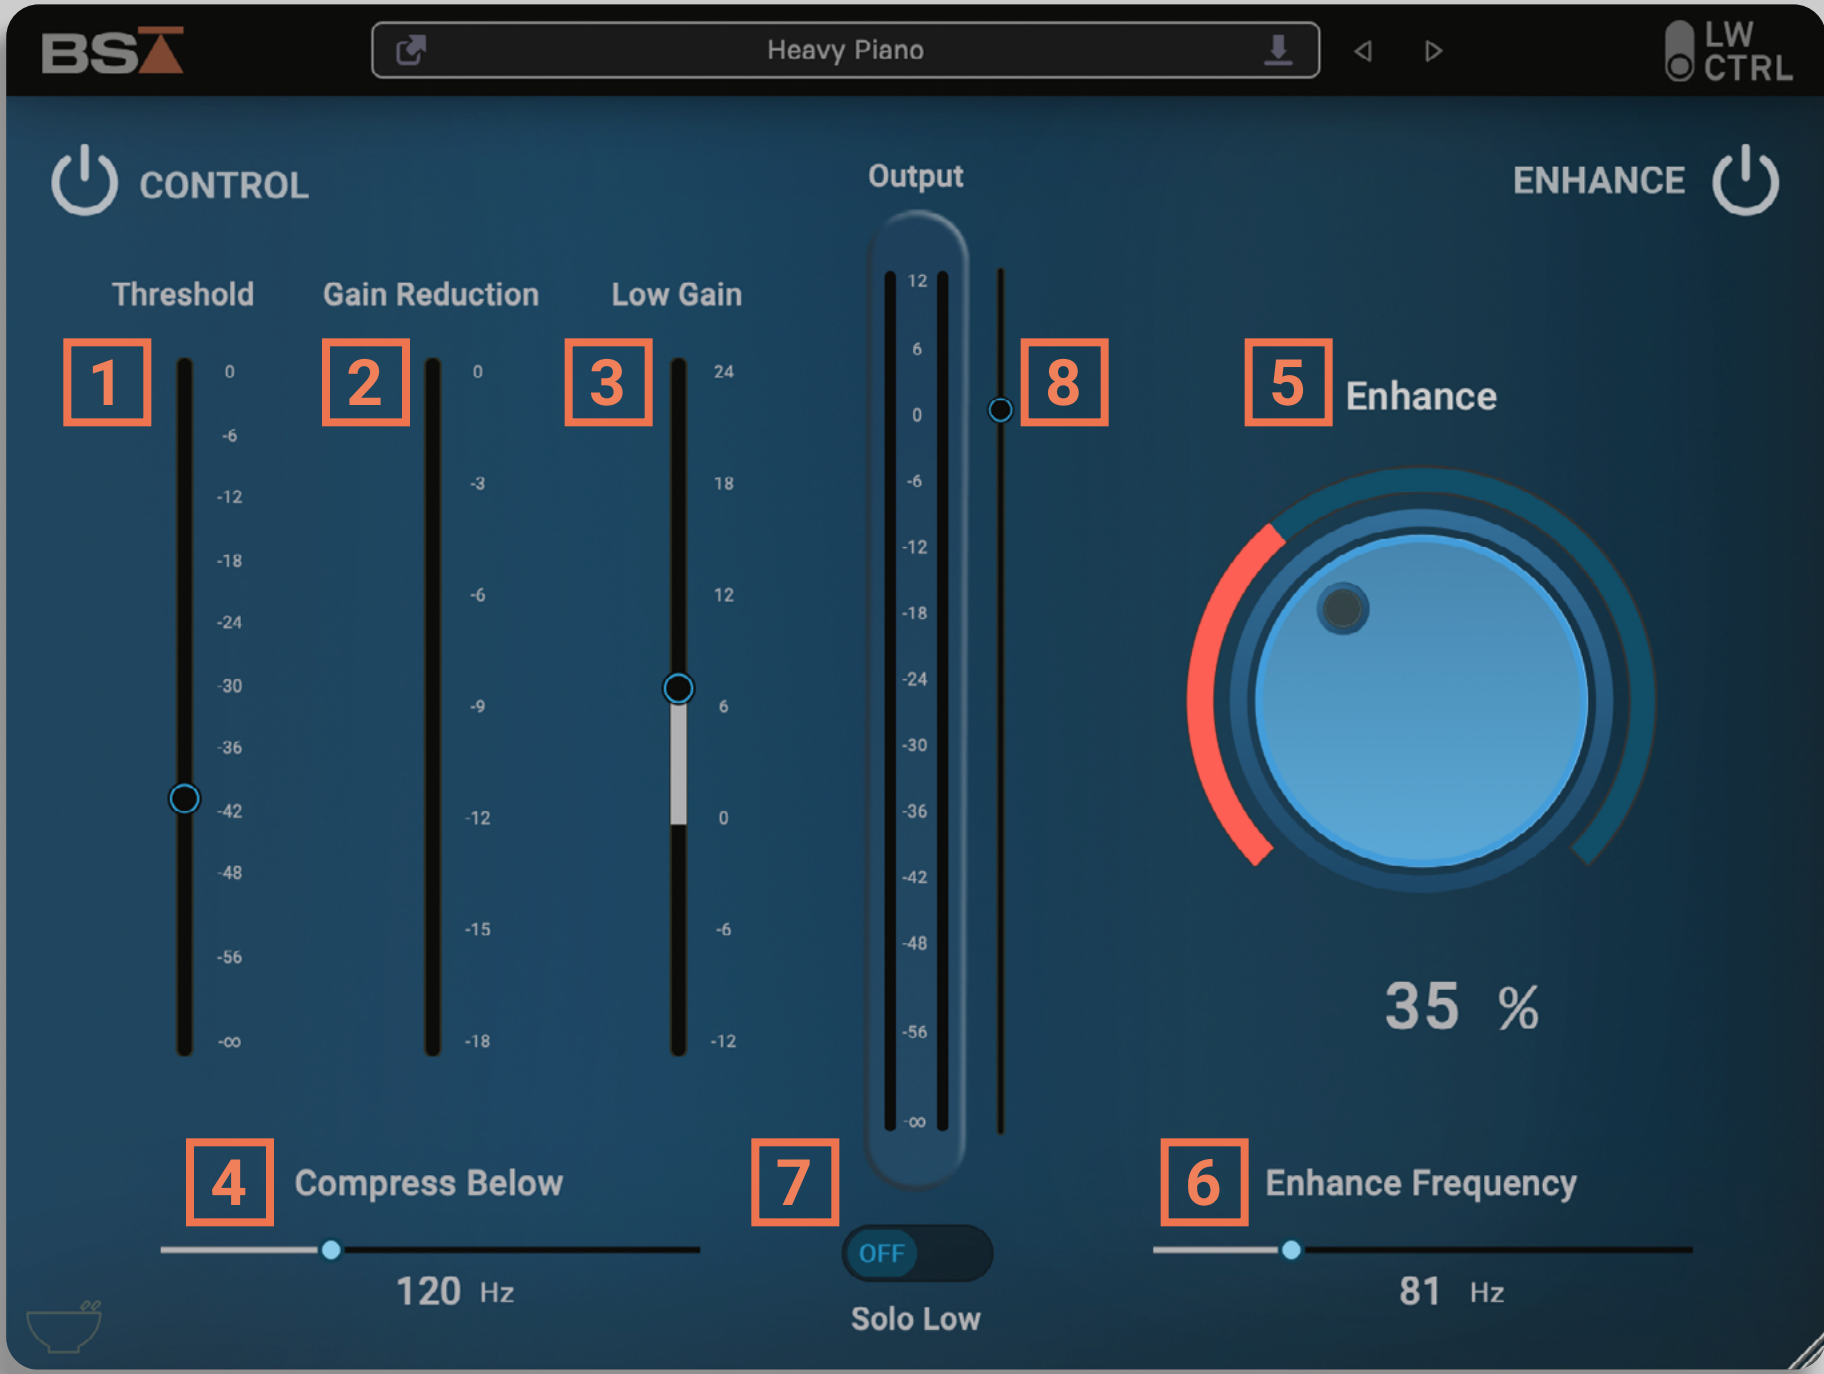 BSA
Heavy Piano
LW
CTRL
CONTROL
Output
ENHANCE
Threshold
Gain Reduction
Low Gain
1
2
3
8
5
Enhance
0
-6
-12
-18
-24
-30
-36
-42
-48
-56
-∞
0
-3
-6
-9
-12
-15
-18
24
18
12
6
0
-6
-12
12
6
0
-6
-12
-18
-24
-30
-36
-42
-48
-56
-∞
35 %
4 Compress Below
120 Hz
7
OFF
Solo Low
6 Enhance Frequency
81 Hz